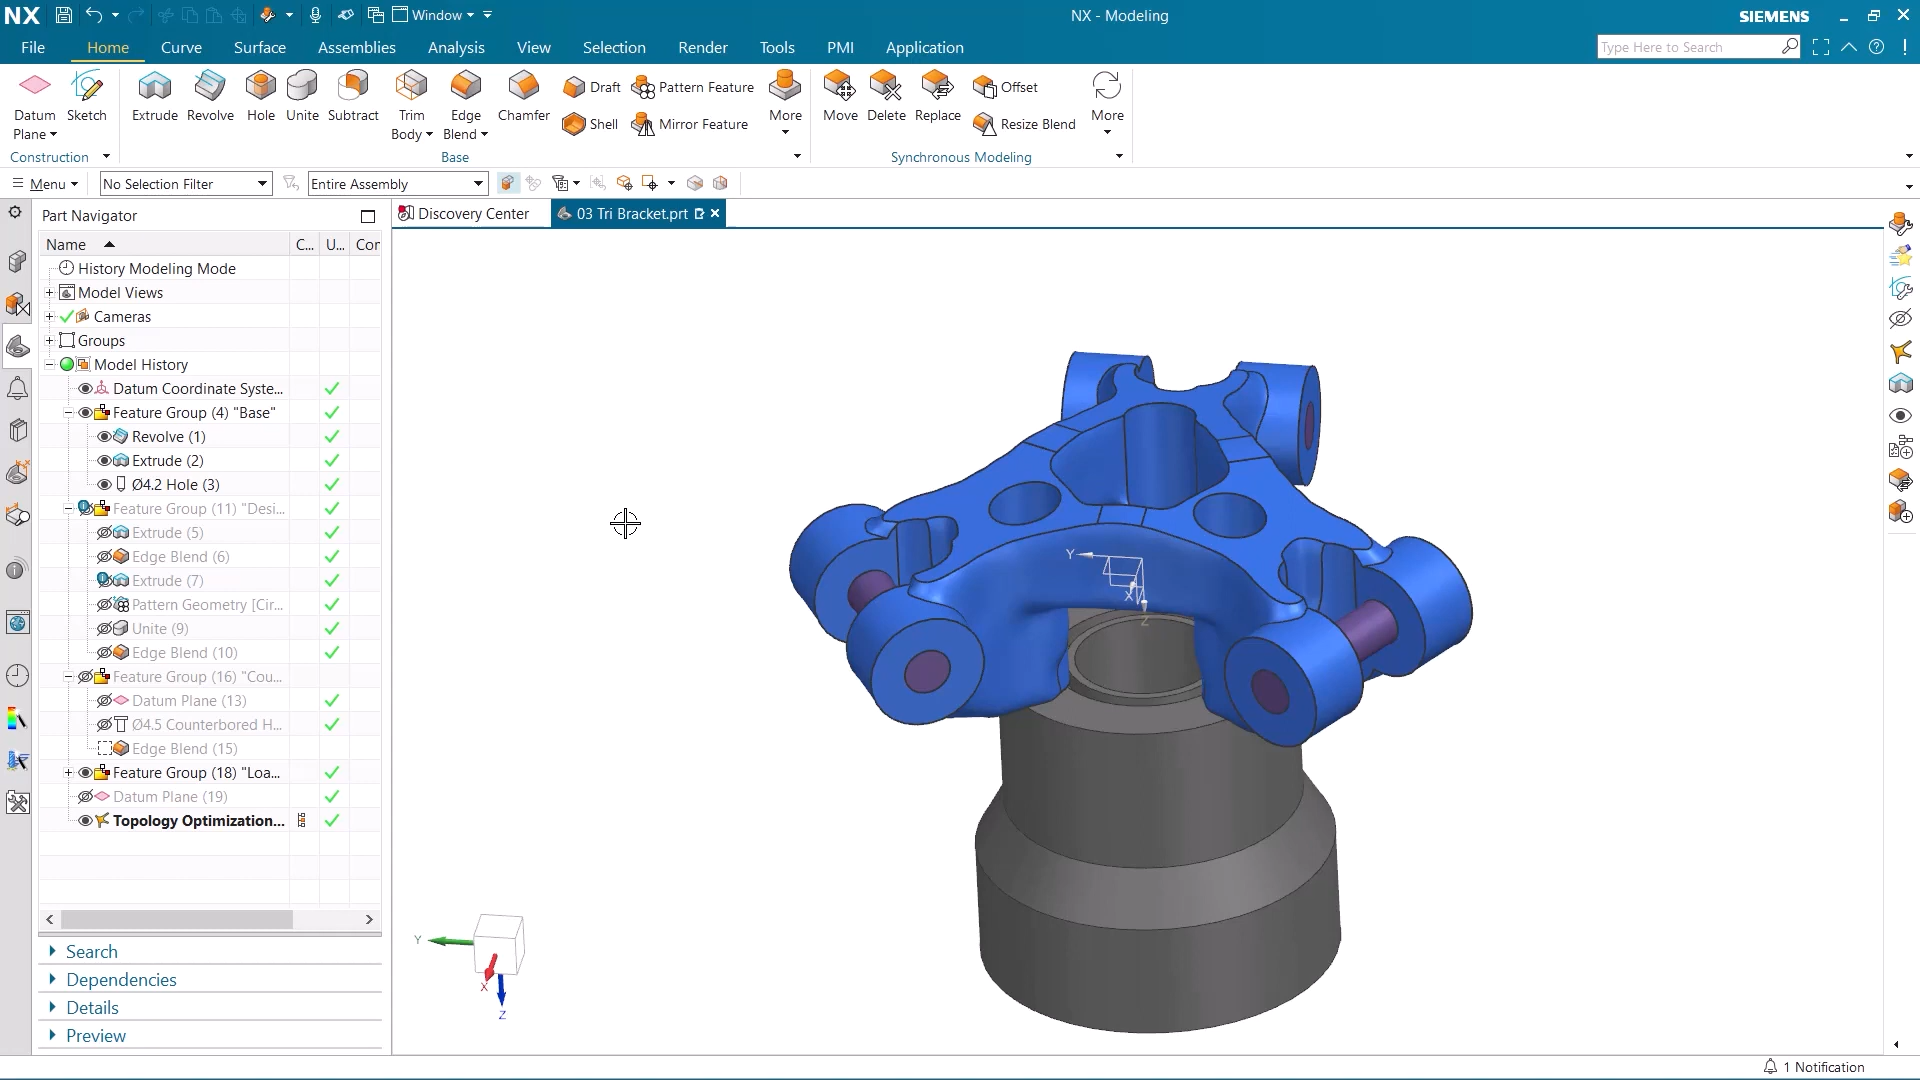 NX
Window
NX - Modeling
SIEMENS
File
Home
Curve
Surface
Assemblies
Analysis
View
Selection
Render
Tools
PMI
Application
Type Here to Search
Datum
Plane
Sketch
Extrude
Revolve
Hole
Unite
Subtract
Trim
Body
Edge
Blend
Chamfer
Draft
Shell
Pattern Feature
Mirror Feature
More
Move
Delete
Replace
Offset
Resize Blend
More
Construction
Base
Synchronous Modeling
Menu
No Selection Filter
Entire Assembly
Part Navigator
Discovery Center
03 Tri Bracket.prt
Name
C...
U...
Cor
History Modeling Mode
Model Views
Cameras
Groups
Model History
Datum Coordinate Syste...
Feature Group (4) "Base"
Revolve (1)
Extrude (2)
Ø4.2 Hole (3)
Feature Group (11) "Desi...
Extrude (5)
Edge Blend (6)
Extrude (7)
Pattern Geometry [Cir...
Unite (9)
Edge Blend (10)
Feature Group (16) "Cou...
Datum Plane (13)
Ø4.5 Counterbored H...
Edge Blend (15)
Feature Group (18) "Loa...
Datum Plane (19)
Topology Optimization...
Search
Dependencies
Details
Preview
Y
X
Z
Y
X
Z
1 Notification